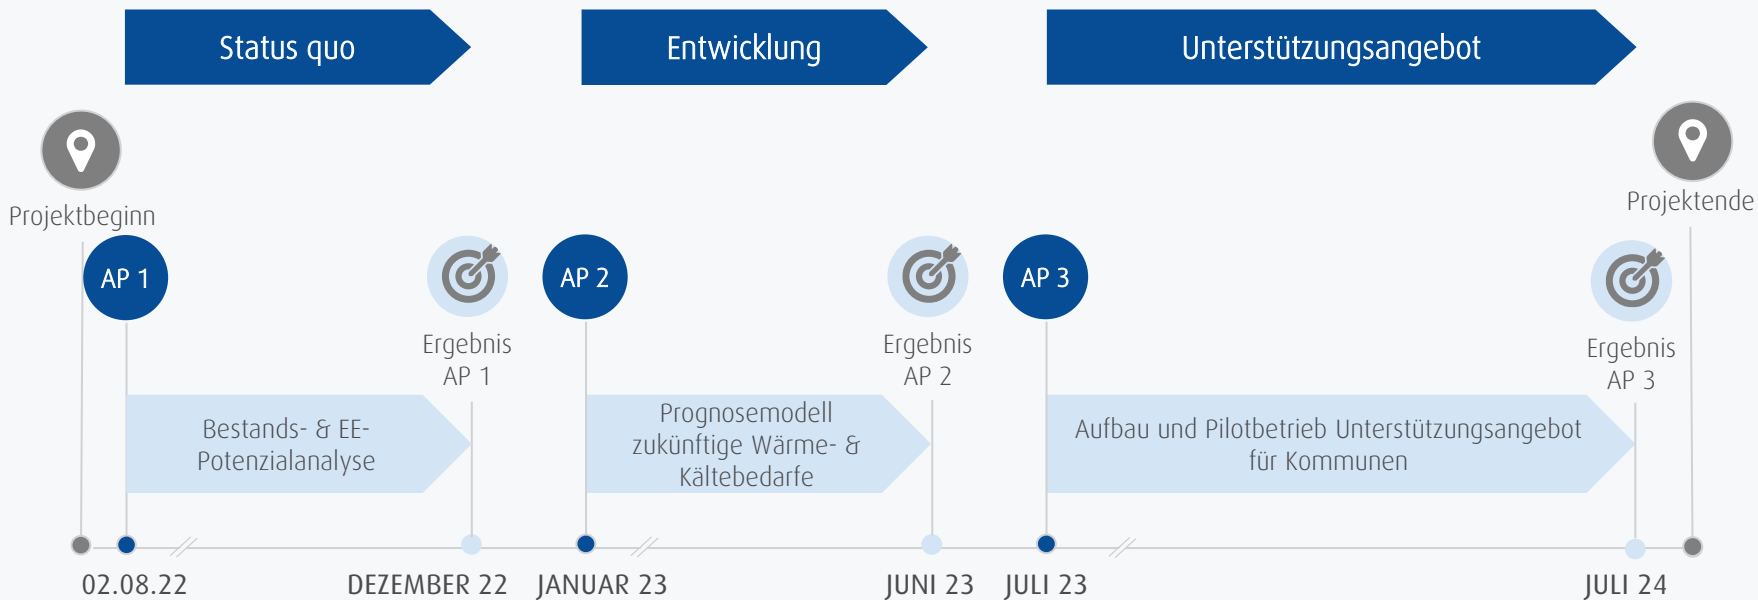 Status quo
Entwicklung
Unterstützungsangebot
Projektbeginn
Projektende
AP 1
Ergebnis
AP 1
AP 2
Ergebnis
AP 2
AP 3
Ergebnis
AP 3
Bestands- & EE-
Potenzialanalyse
Prognosemodell
zukünftige Wärme- &
Kältebedarfe
Aufbau und Pilotbetrieb Unterstützungsangebot
für Kommunen
02.08.22
DEZEMBER 22
JANUAR 23
JUNI 23
JULI 23
JULI 24